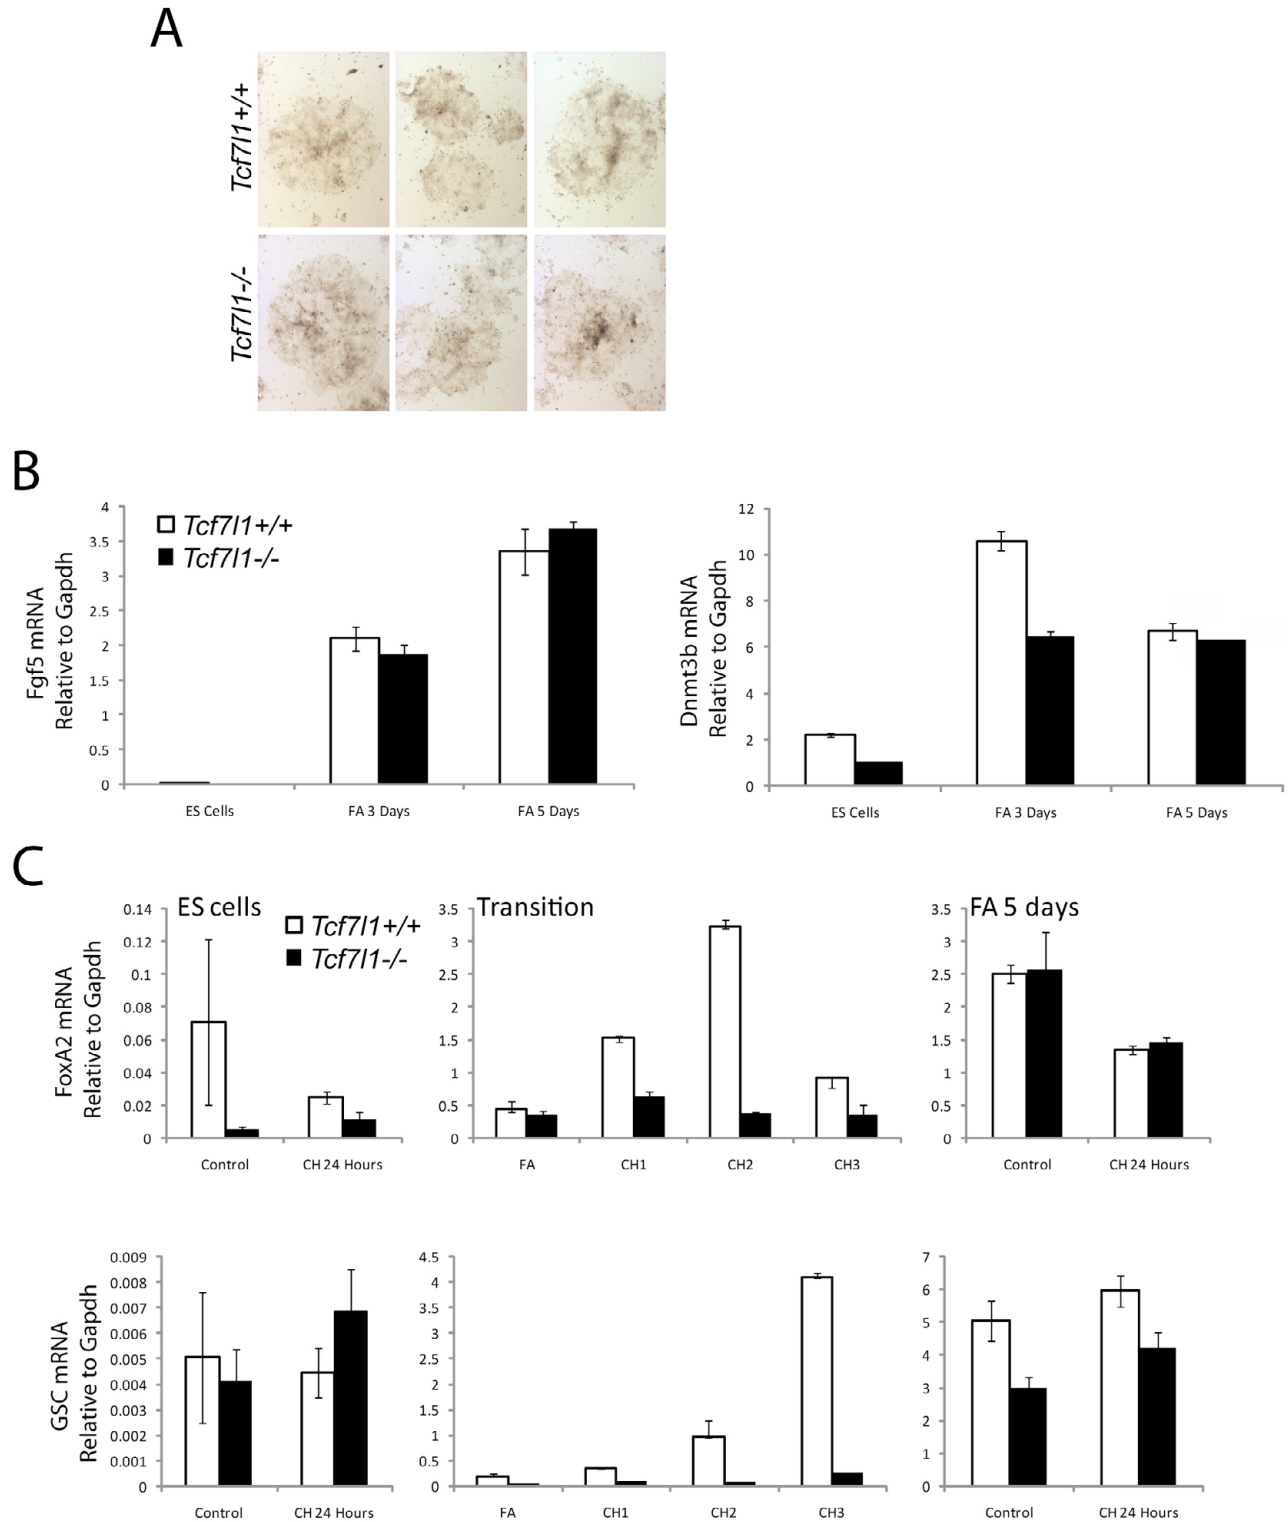 A
Tcf7l1+/+
Tcf7l1-/-
B
Fgf5 mRNA
Relative to Gapdh
4
3.5
3
2.5
2
1.5
1
0.5
0
Tcf7l1+/+
Tcf7l1-/-
ES Cells
FA 3 Days
FA 5 Days
Dnmt3b mRNA
Relative to Gapdh
12
10
8
6
4
2
0
ES Cells
FA 3 Days
FA 5 Days
C
FoxA2 mRNA
Relative to Gapdh
ES cells
0.14
0.12
0.1
0.08
0.06
0.04
0.02
0
Tcf7l1+/+
Tcf7l1-/-
Control
CH 24 Hours
Transition
3.5
3
2.5
2
1.5
1
0.5
0
FA
CH1
CH2
CH3
FA 5 days
3.5
3
2.5
2
1.5
1
0.5
0
Control
CH 24 Hours
GSC mRNA
Relative to Gapdh
0.009
0.008
0.007
0.006
0.005
0.004
0.003
0.002
0.001
0
Control
CH 24 Hours
4.5
4
3.5
3
2.5
2
1.5
1
0.5
0
FA
CH1
CH2
CH3
7
6
5
4
3
2
1
0
Control
CH 24 Hours